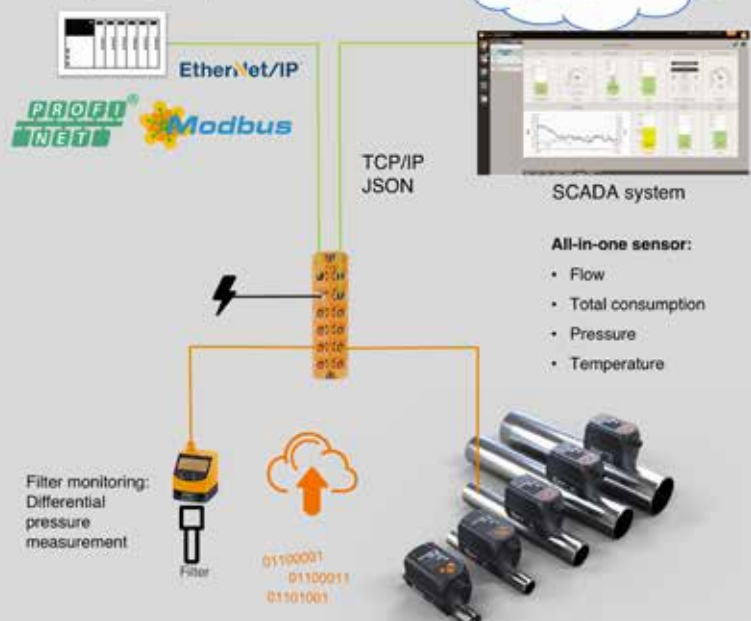 EtherNet/IP
PROFI
NET®
Modbus
TCP/IP
JSON
SCADA system
All-in-one sensor:
• Flow
• Total consumption
• Pressure
• Temperature
Filter monitoring:
Differential
pressure
measurement
Filter
01100001
01100011
01101001